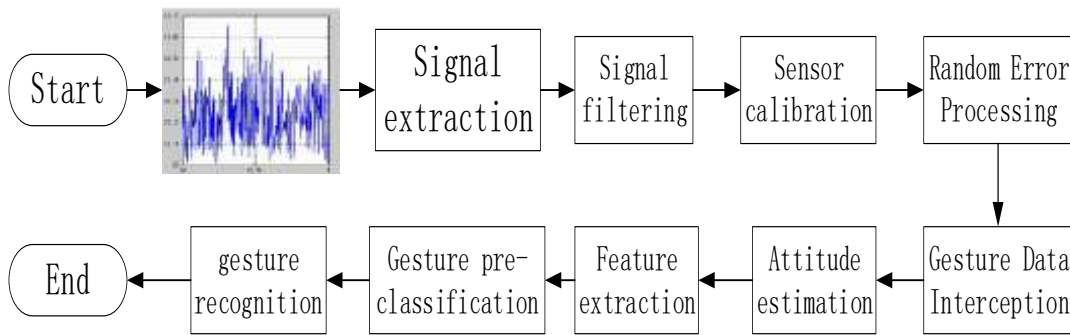 Start
Signal
extraction
Signal
filtering
Sensor
calibration
Random Error
Processing
Gesture Data
Interception
Attitude
estimation
Feature
extraction
Gesture pre-
classification
gesture
recognition
End